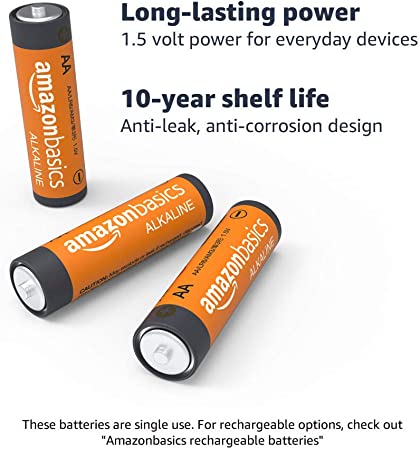 Long-lasting power
1.5 volt power for everyday devices
10-year shelf life
Anti-leak, anti-corrosion design
AA
amazonbasics
ALKALINE
amazonbasics
ALKALINE
AA
amazonbasics
ALKALINE
These batteries are single use. For rechargeable options, check out
"Amazonbasics rechargeable batteries"